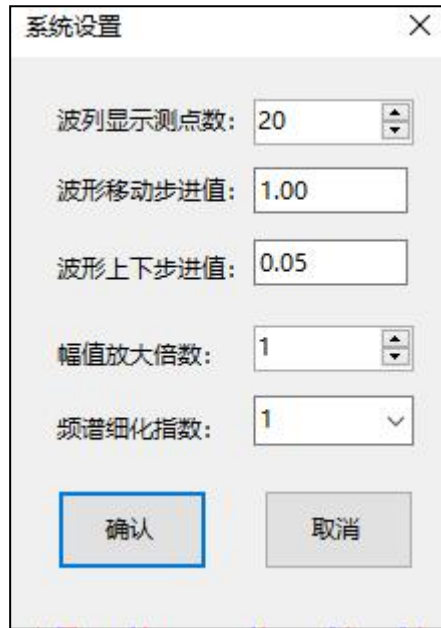 系统设置
波列显示测点数: 20
波形移动步进值: 1.00
波形上下步进值: 0.05
幅值放大倍数: 1
频谱细化指数: 1
确认 取消